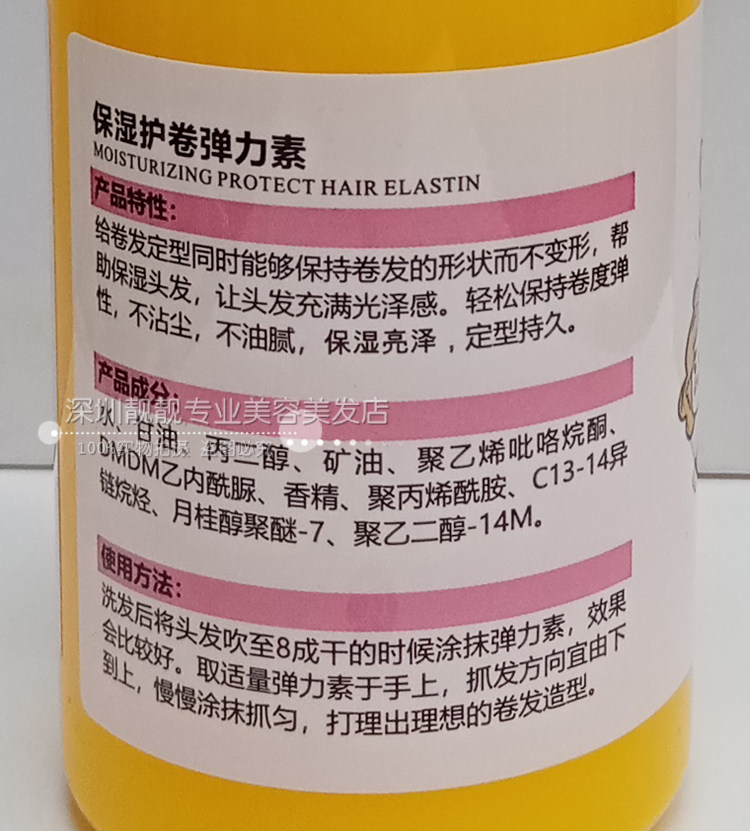 保湿护卷弹力素
MOISTURIZING PROTECT HAIR ELASTIN
产品特性：
给卷发定型同时能够保持卷发的形状而不变形，帮
助保湿头发，让头发充满光泽感。轻松保持卷度弹
性，不沾尘，不油腻，保湿亮泽，定型持久。
产品成分：
深圳靓靓专业美容美发店
水、甘油、丙二醇、矿油、聚乙烯吡咯烷酮、
100%实物拍摄 盗图必究
DMDM乙内酰脲、香精、聚丙烯酰胺、C13-14异
链烷烃、月桂醇聚醚-7、聚乙二醇-14M。
使用方法：
洗发后将头发吹至8成干的时候涂抹弹力素，效果
会比较好。取适量弹力素于手上，抓发方向宜由下
到上，慢慢涂抹抓匀，打理出理想的卷发造型。